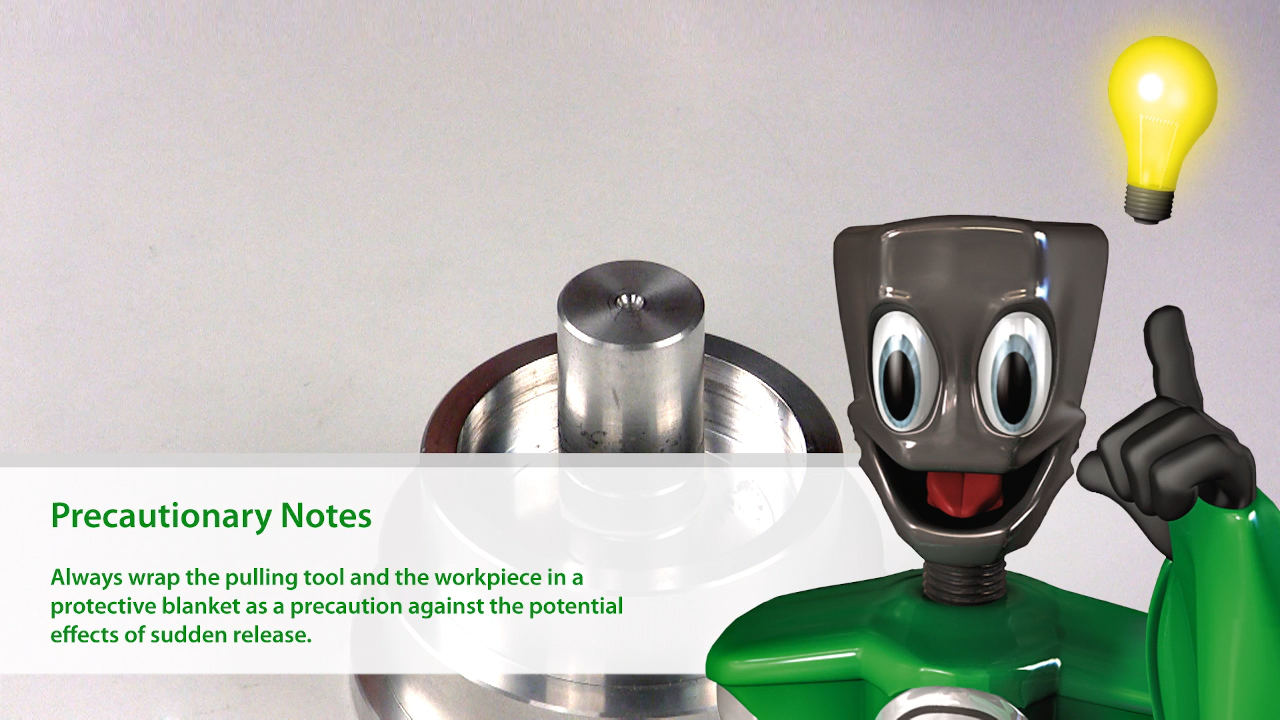 Precautionary Notes
Always wrap the pulling tool and the workpiece in a
protective blanket as a precaution against the potential
effects of sudden release.